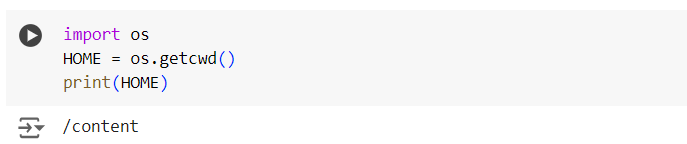 import os
HOME = os.getcwd()
print(HOME)
/content